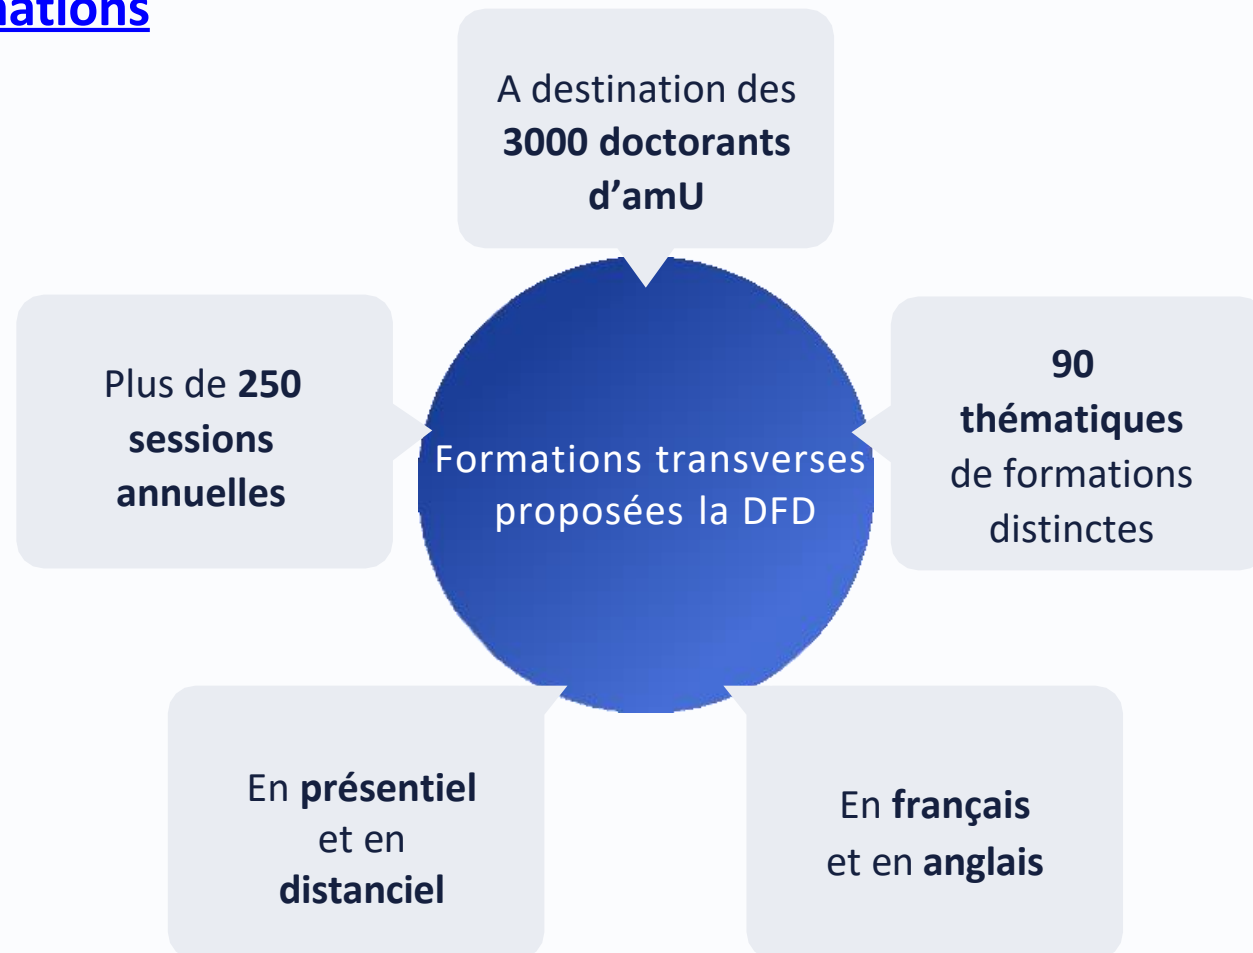 mations
A destination des
3000 doctorants
d’amU
Plus de 250
sessions
annuelles
Formations transverses
proposées la DFD
90
thématiques
de formations
distinctes
En présentiel
et en
distanciel
En français
et en anglais